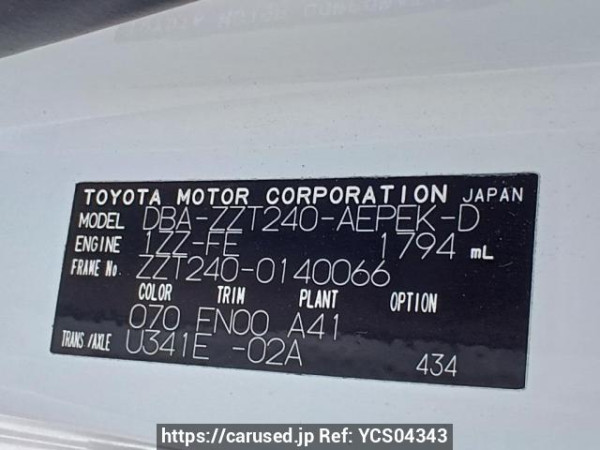 TOYOTA MOTOR CORPORATION JAPAN
MODEL DBA-ZZT240-AEPEK-D
ENGINE 1ZZ-FE 1794 mL
FRAME No. ZZT240-0140066
COLOR TRIM PLANT OPTION
070 FN00 A41
TRANS/AXLE U341E -02A 434
https://carused.jp Ref: YCS04343